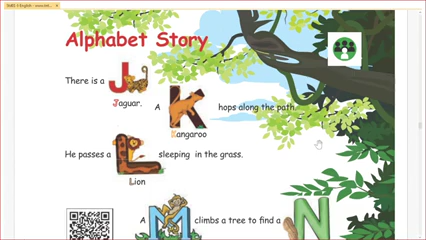 Alphabet Story
There is a J
Jaguar.
A K hops along the path
Kangaroo
He passes a L sleeping in the grass.
Lion
A M climbs a tree to find a N